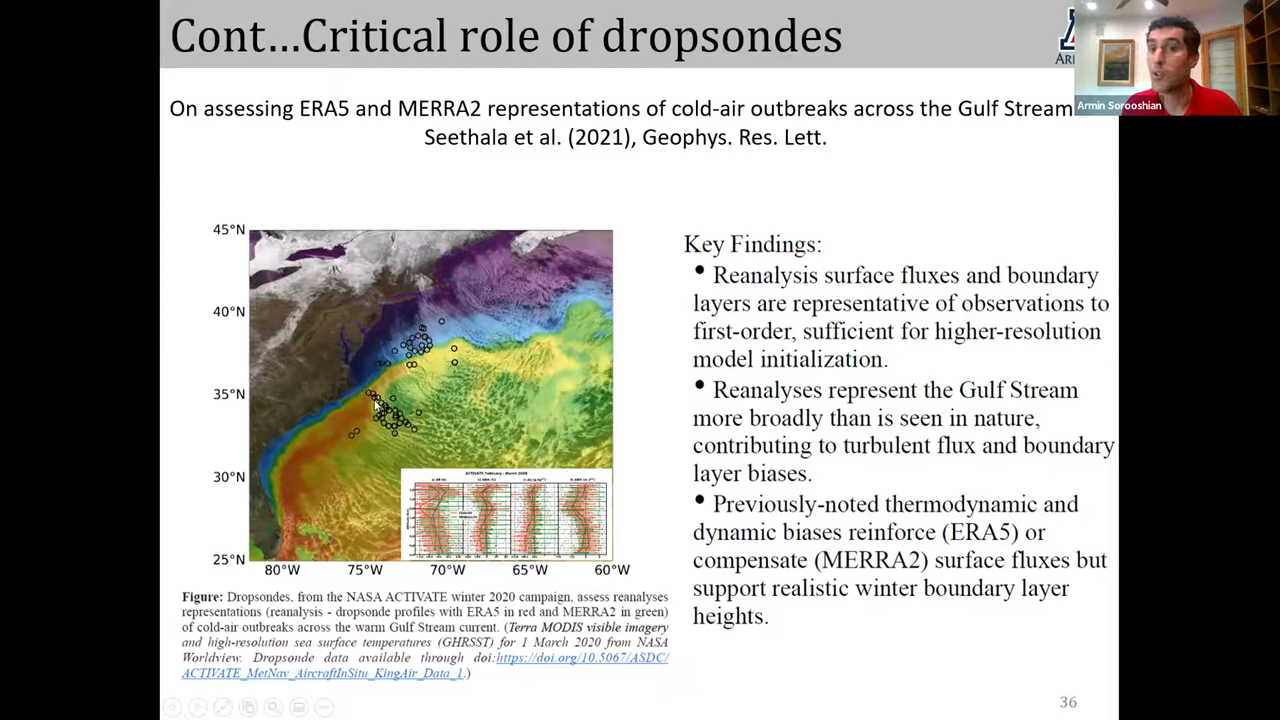 Cont...Critical role of dropsondes
Armin Sorooshian
On assessing ERA5 and MERRA2 representations of cold-air outbreaks across the Gulf Stream
Seethala et al. (2021), Geophys. Res. Lett.
45°N
40°N
35°N
30°N
25°N
80°W 75°W 70°W 65°W 60°W
Figure: Dropsondes, from the NASA ACTIVATE winter 2020 campaign, assess reanalyses
representations (reanalysis - dropsonde profiles with ERA5 in red and MERRA2 in green)
of cold-air outbreaks across the warm Gulf Stream current. (Terra MODIS visible imagery
and high-resolution sea surface temperatures (GHRSST) for 1 March 2020 from NASA
Worldview. Dropsonde data available through doi:https://doi.org/10.5067/ASDC/
ACTIVATE_MetNav_AircraftInSitu_KingAir_Data_1.)
Key Findings:
• Reanalysis surface fluxes and boundary
layers are representative of observations to
first-order, sufficient for higher-resolution
model initialization.
• Reanalyses represent the Gulf Stream
more broadly than is seen in nature,
contributing to turbulent flux and boundary
layer biases.
• Previously-noted thermodynamic and
dynamic biases reinforce (ERA5) or
compensate (MERRA2) surface fluxes but
support realistic winter boundary layer
heights.
36